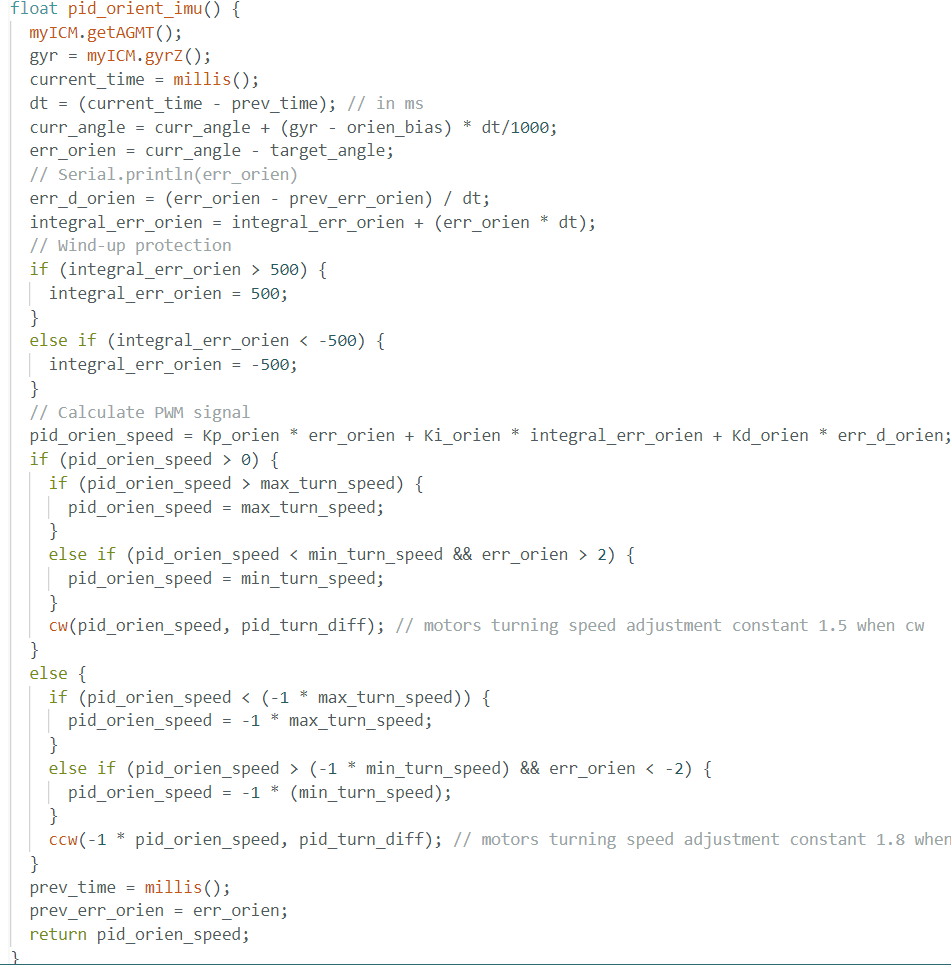 float pid_orient_imu() {
  myICM.getAGMT();
  gyr = myICM.gyrZ();
  current_time = millis();
  dt = (current_time - prev_time); // in ms
  curr_angle = curr_angle + (gyr - orien_bias) * dt/1000;
  err_orien = curr_angle - target_angle;
  // Serial.println(err_orien)
  err_d_orien = (err_orien - prev_err_orien) / dt;
  integral_err_orien = integral_err_orien + (err_orien * dt);
  // Wind-up protection
  if (integral_err_orien > 500) {
    integral_err_orien = 500;
  }
  else if (integral_err_orien < -500) {
    integral_err_orien = -500;
  }
  // Calculate PWM signal
  pid_orien_speed = Kp_orien * err_orien + Ki_orien * integral_err_orien + Kd_orien * err_d_orien;
  if (pid_orien_speed > 0) {
    if (pid_orien_speed > max_turn_speed) {
      pid_orien_speed = max_turn_speed;
    }
    else if (pid_orien_speed < min_turn_speed && err_orien > 2) {
      pid_orien_speed = min_turn_speed;
    }
    cw(pid_orien_speed, pid_turn_diff); // motors turning speed adjustment constant 1.5 when cw
  }
  else {
    if (pid_orien_speed < (-1 * max_turn_speed)) {
      pid_orien_speed = -1 * max_turn_speed;
    }
    else if (pid_orien_speed > (-1 * min_turn_speed) && err_orien < -2) {
      pid_orien_speed = -1 * (min_turn_speed);
    }
    ccw(-1 * pid_orien_speed, pid_turn_diff); // motors turning speed adjustment constant 1.8 when
  }
  prev_time = millis();
  prev_err_orien = err_orien;
  return pid_orien_speed;
}